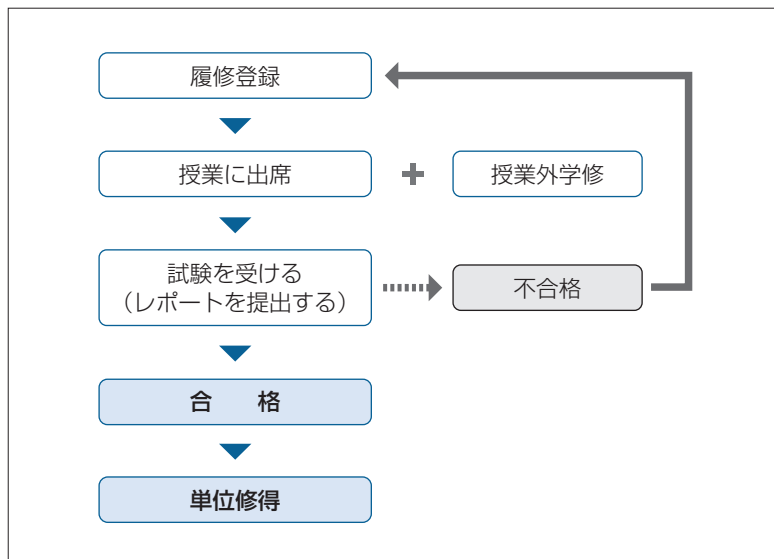 履修登録
授業に出席
+
授業外学修
試験を受ける
（レポートを提出する）
不合格
合　　格
単位修得